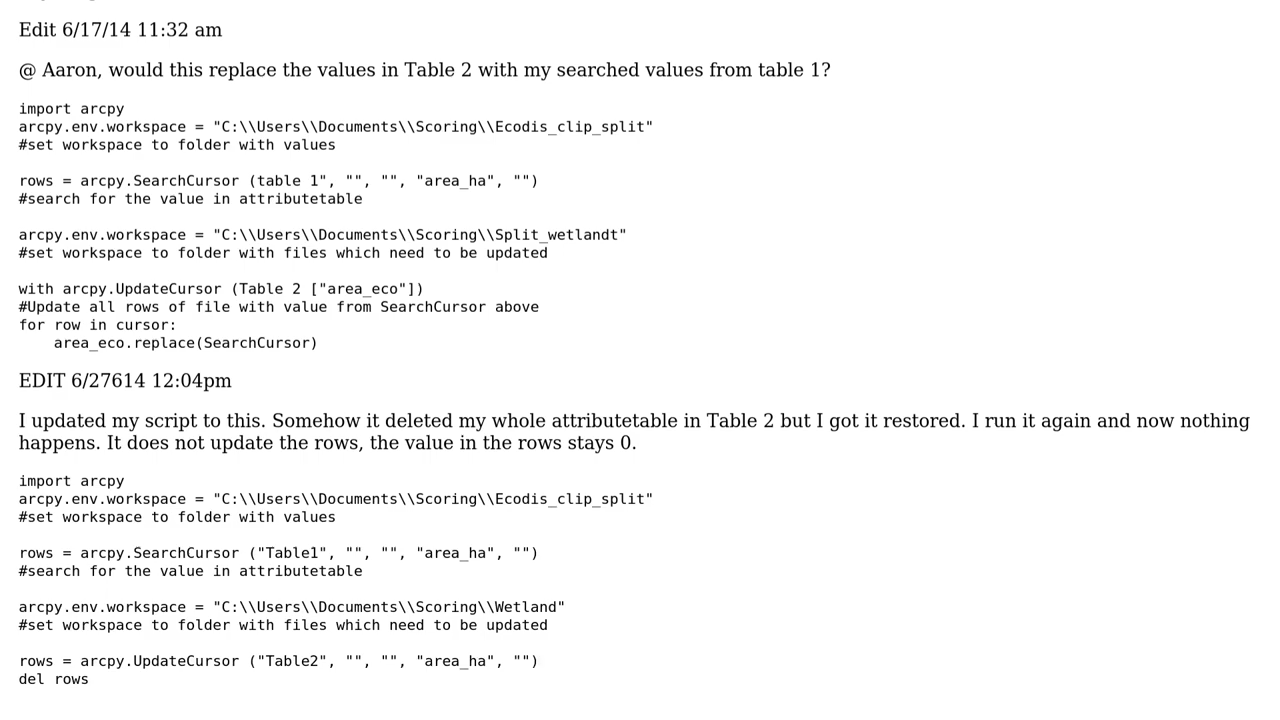 Edit 6/17/14 11:32 am
@ Aaron, would this replace the values in Table 2 with my searched values from table 1?
import arcpy
arcpy.env.workspace = "C:\\Users\\Documents\\Scoring\\Ecodis_clip_split"
#set workspace to folder with values
rows = arcpy.SearchCursor (table 1", "", "", "area_ha", "")
#search for the value in attributetable
arcpy.env.workspace = "C:\\Users\\Documents\\Scoring\\Split_wetlandt"
#set workspace to folder with files which need to be updated
with arcpy.UpdateCursor (Table 2 ["area_eco"])
#Update all rows of file with value from SearchCursor above
for row in cursor:
    area_eco.replace(SearchCursor)
EDIT 6/27614 12:04pm
I updated my script to this. Somehow it deleted my whole attributetable in Table 2 but I got it restored. I run it again and now nothing
happens. It does not update the rows, the value in the rows stays 0.
import arcpy
arcpy.env.workspace = "C:\\Users\\Documents\\Scoring\\Ecodis_clip_split"
#set workspace to folder with values
rows = arcpy.SearchCursor ("Table1", "", "", "area_ha", "")
#search for the value in attributetable
arcpy.env.workspace = "C:\\Users\\Documents\\Scoring\\Wetland"
#set workspace to folder with files which need to be updated
rows = arcpy.UpdateCursor ("Table2", "", "", "area_ha", "")
del rows